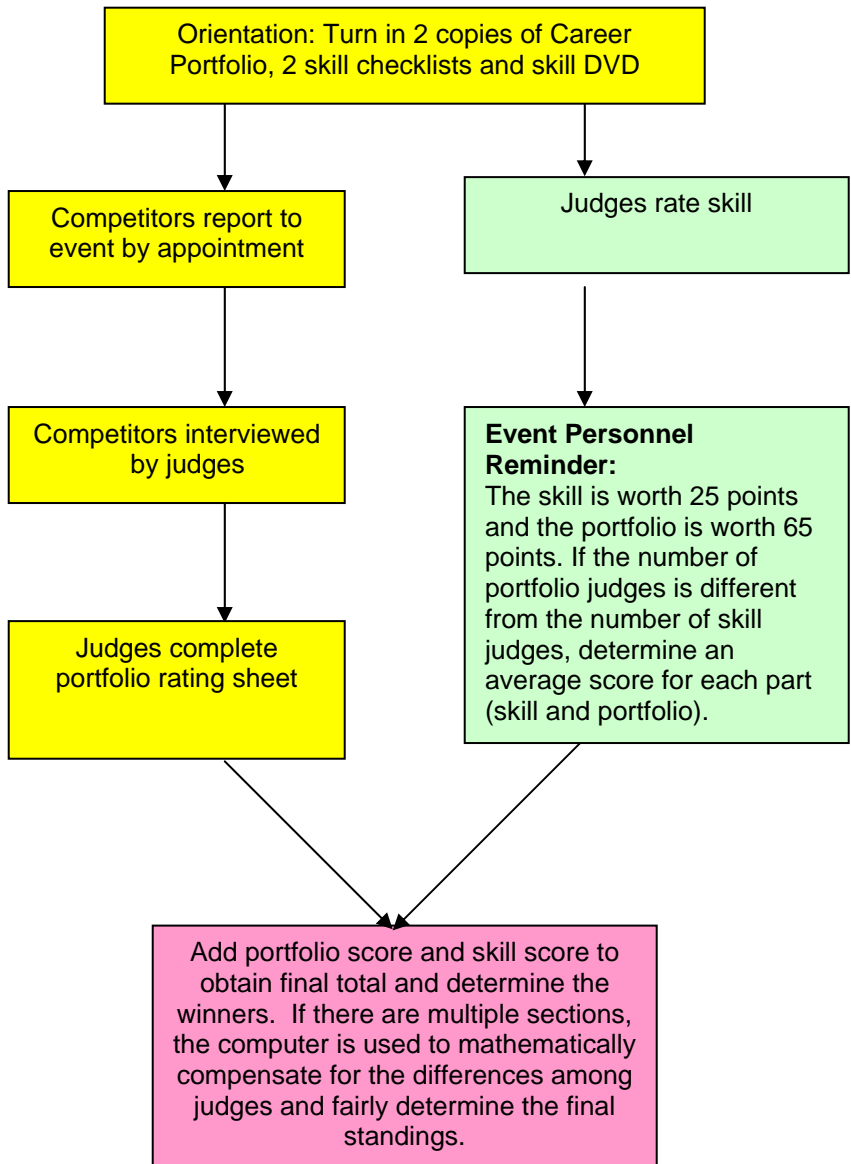 Orientation: Turn in 2 copies of Career
Portfolio, 2 skill checklists and skill DVD
Competitors report to
event by appointment
Judges rate skill
Competitors interviewed
by judges
Event Personnel
Reminder:
The skill is worth 25 points
and the portfolio is worth 65
points. If the number of
portfolio judges is different
from the number of skill
judges, determine an
average score for each part
(skill and portfolio).
Judges complete
portfolio rating sheet
Add portfolio score and skill score to
obtain final total and determine the
winners. If there are multiple sections,
the computer is used to mathematically
compensate for the differences among
judges and fairly determine the final
standings.